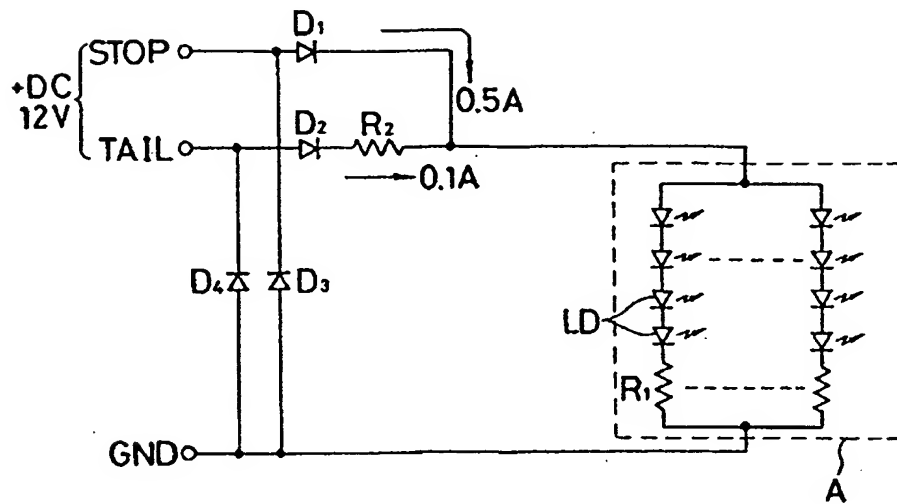 D₁
STOP
+DC
12V
0.5A
D₂
R₂
TAIL
0.1A
D₄
D₃
LD
R₁
GND
A